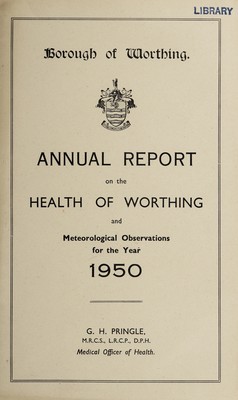 LIBRARY
Borough of Worthing.
ANNUAL REPORT
on the
HEALTH OF WORTHING
and
Meteorological Observations
for the Year
1950
G. H. PRINGLE,
M.R.C.S., L.R.C.P., D.P.H.
Medical Officer of Health.